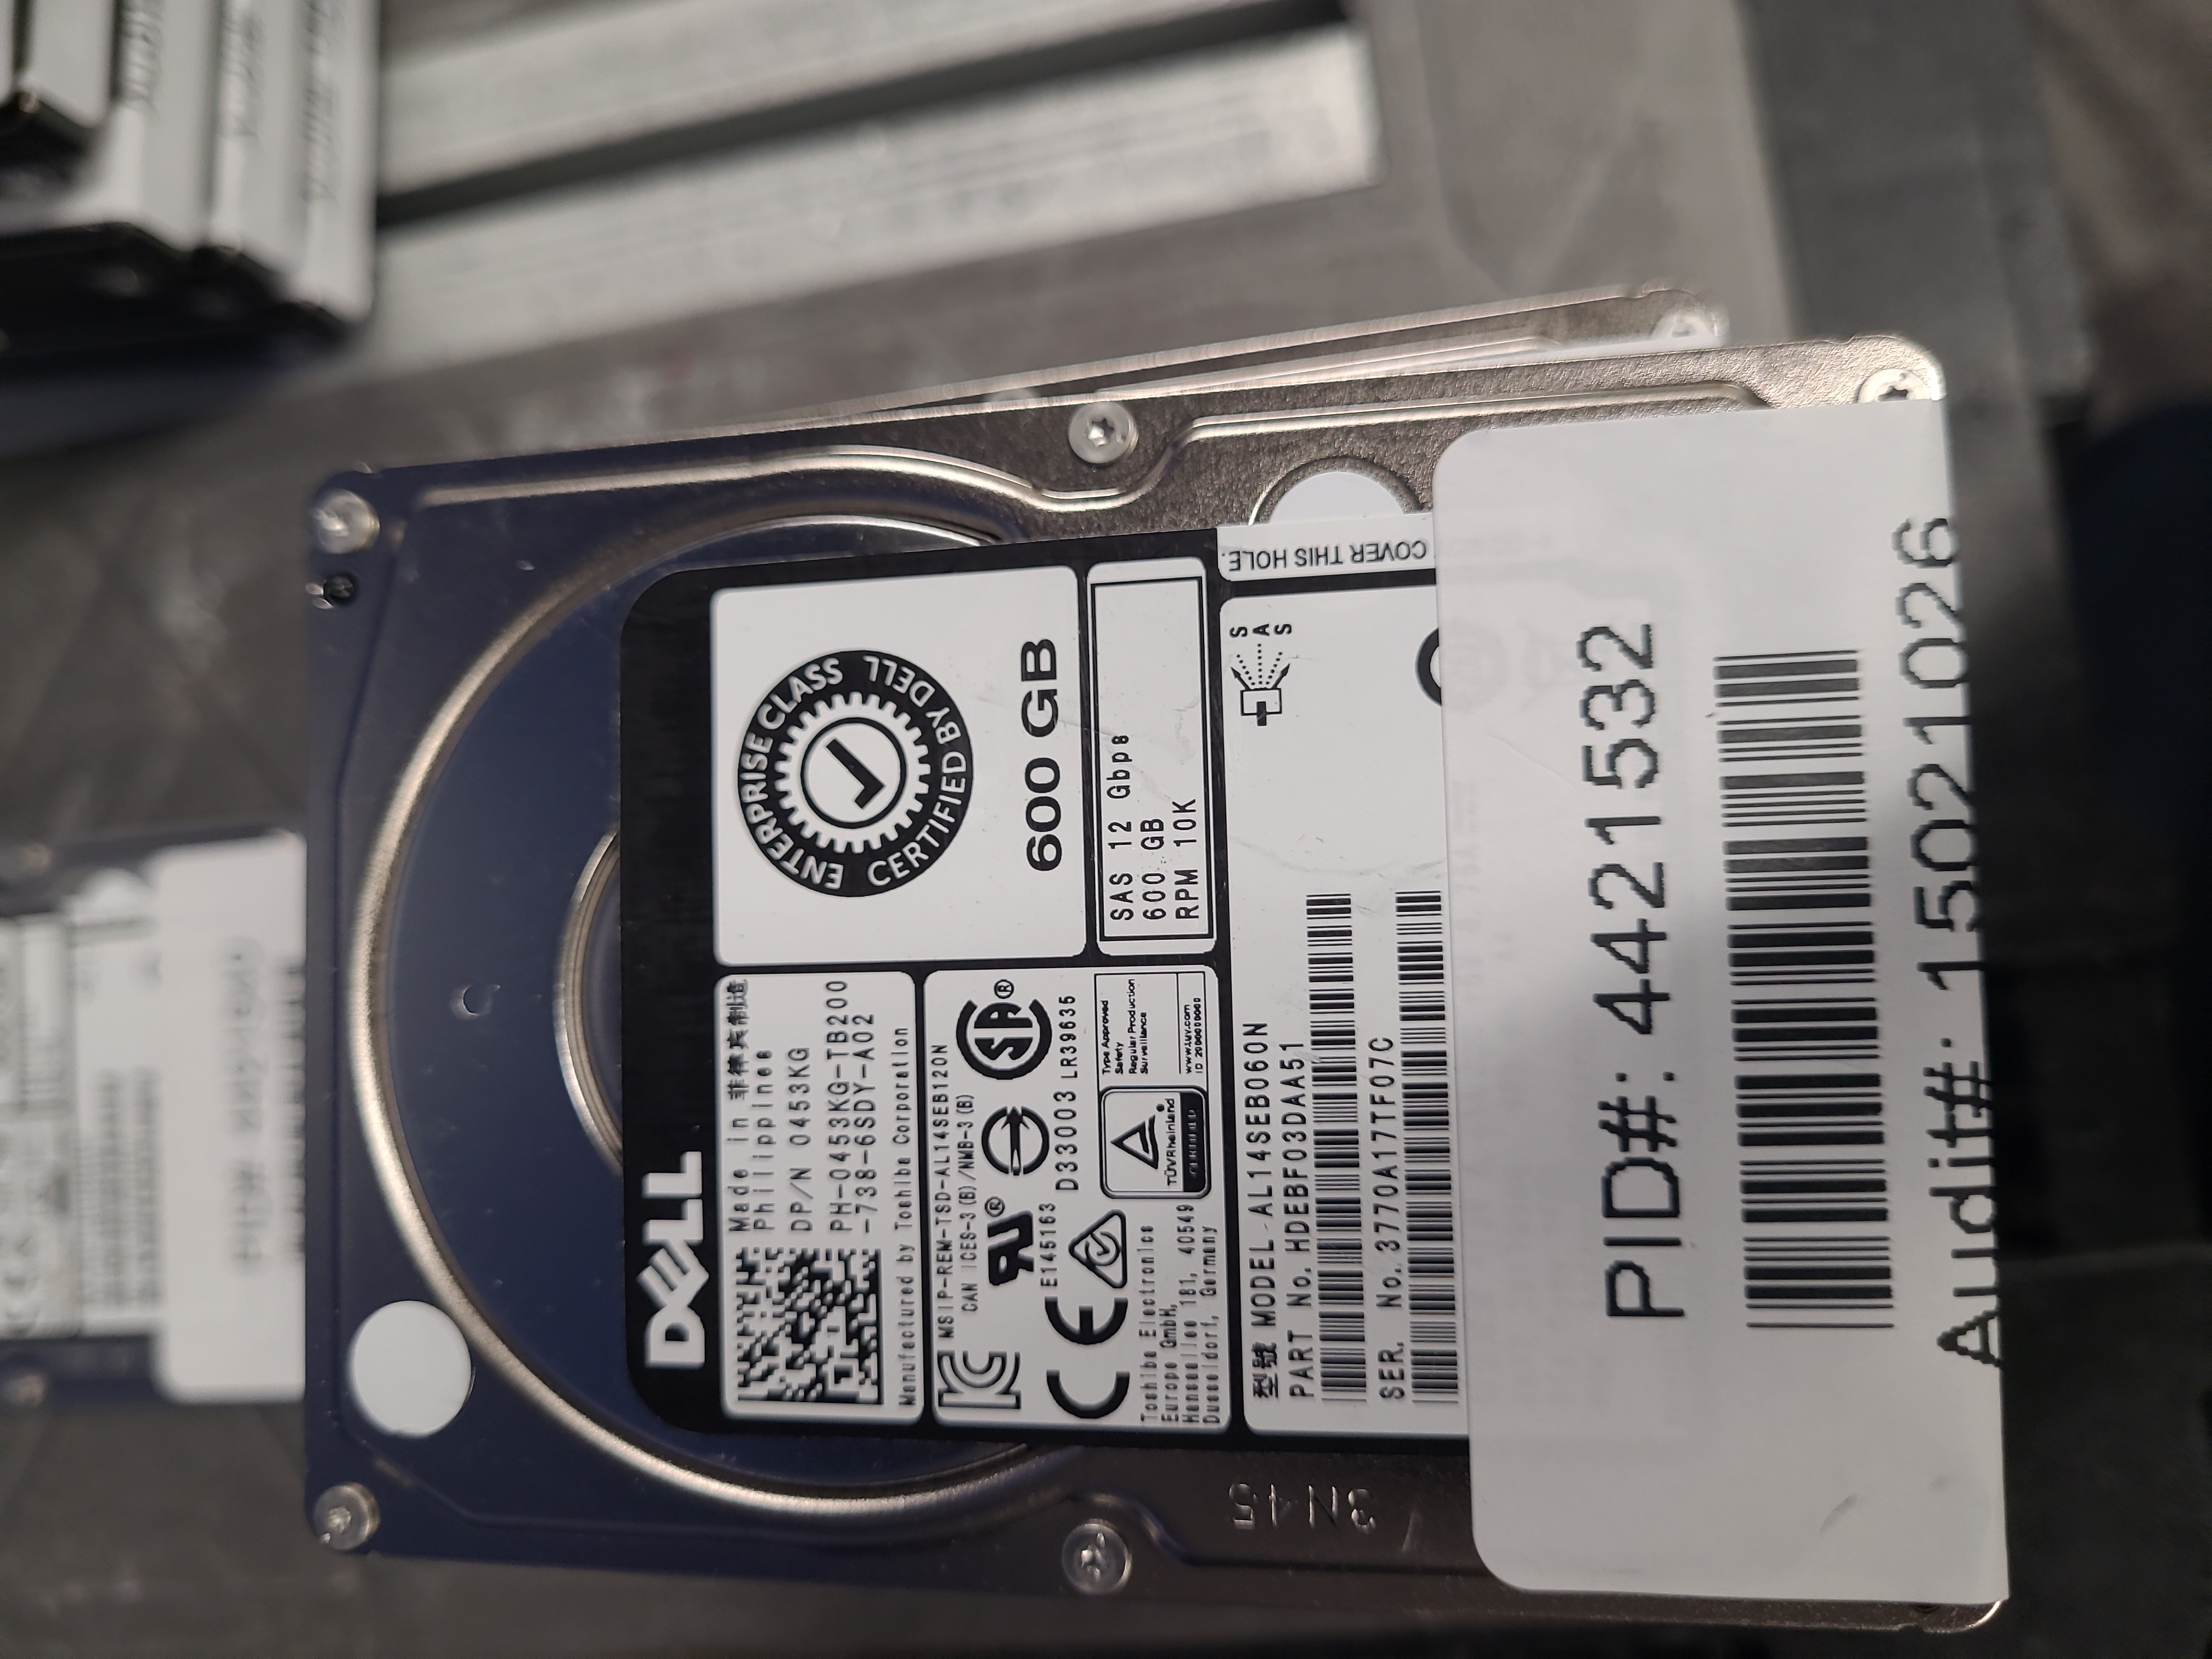 DELL
Made in 菲律宾制造
Philippines
DP/N 0453KG
PH-0453KG-TB200
-738-6SDY-A02
Manufactured by Toshiba Corporation
ENTERPRISE CLASS
CERTIFIED BY DELL
600 GB
MSIP-REM-TSD-AL14SEB120N
CAN ICES-3(B)/NMB-3(B)
E145163
D33003
LR39635
Toshiba Electronics
Europe GmbH,
Hansaallee 181, 40549
Dusseldorf, Germany
TÜVRheinland
CERTIFIED
Type Approved
Safety
Regular Production
Surveillance
www.tuv.com
ID 2000000000
SAS 12 Gbps
600 GB
RPM 10K
型號 MODEL AL14SEB060N
PART No. HDEBF03DAA51
SER. No. 3770A17TF07C
SAS
COVER THIS HOLE.
3N45
PID#: 4421532
Audit#: 15021026